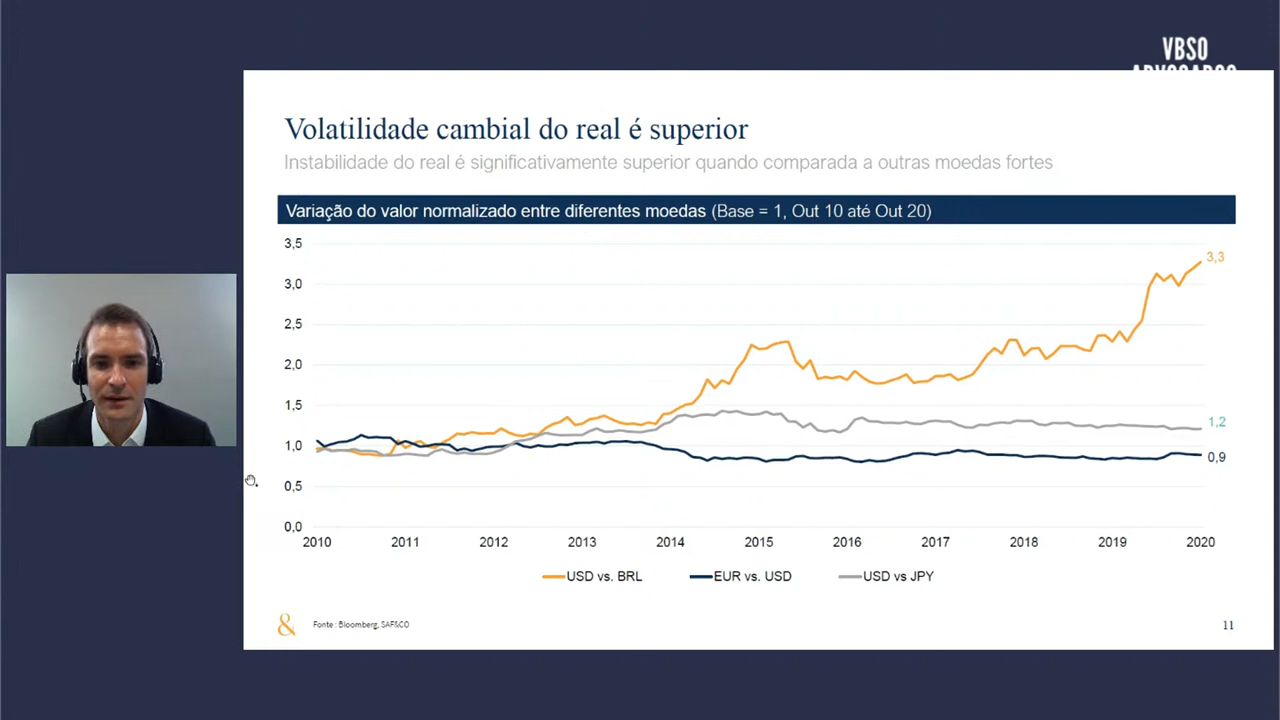 VBSO
ADVOGADOS
Volatilidade cambial do real é superior
Instabilidade do real é significativamente superior quando comparada a outras moedas fortes
Variação do valor normalizado entre diferentes moedas (Base = 1, Out 10 até Out 20)
3,5
3,0
2,5
2,0
1,5
1,0
0,5
0,0
3,3
1,2
0,9
2010 2011 2012 2013 2014 2015 2016 2017 2018 2019 2020
USD vs. BRL EUR vs. USD USD vs JPY
& Fonte : Bloomberg, SAF&CO
11